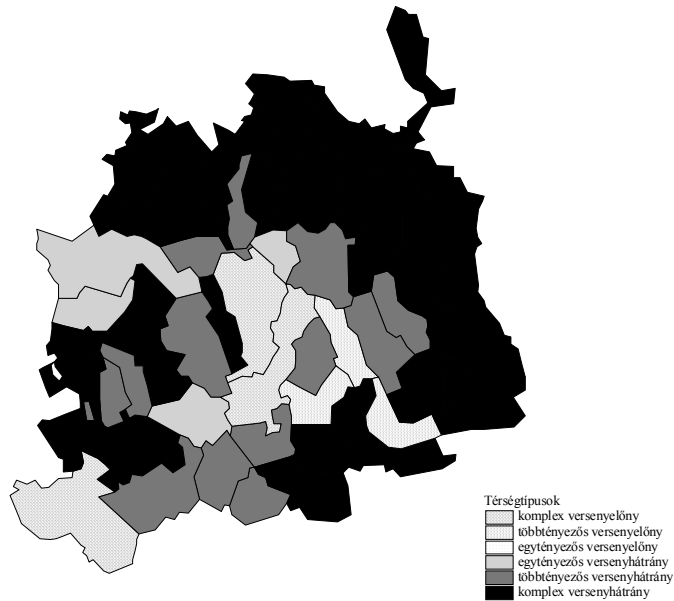 Térségtípusok
komplex versenyelőny
többtényezős versenyelőny
egytényezős versenyelőny
egytényezős versenyhátrány
többtényezős versenyhátrány
komplex versenyhátrány